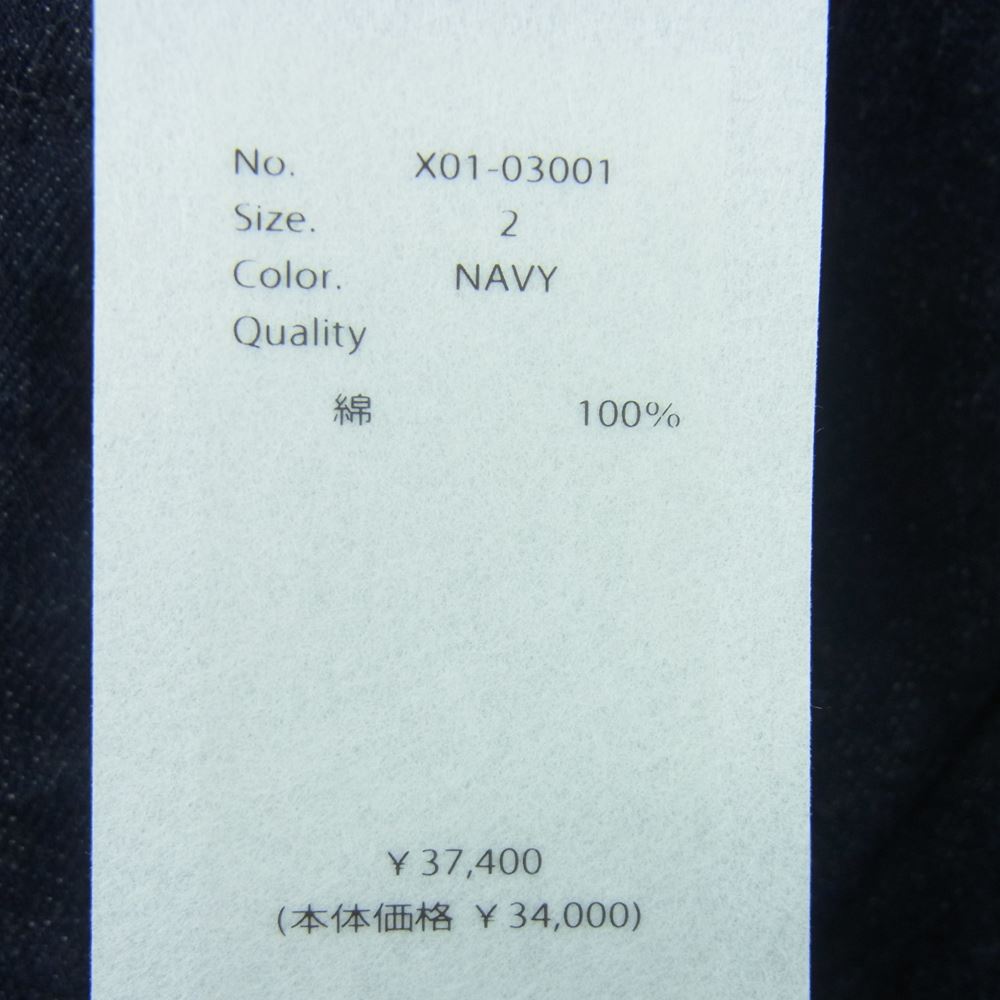 No. X01-03001
Size. 2
Color. NAVY
Quality
綿 100%
¥37,400
(本体価格 ¥34,000)